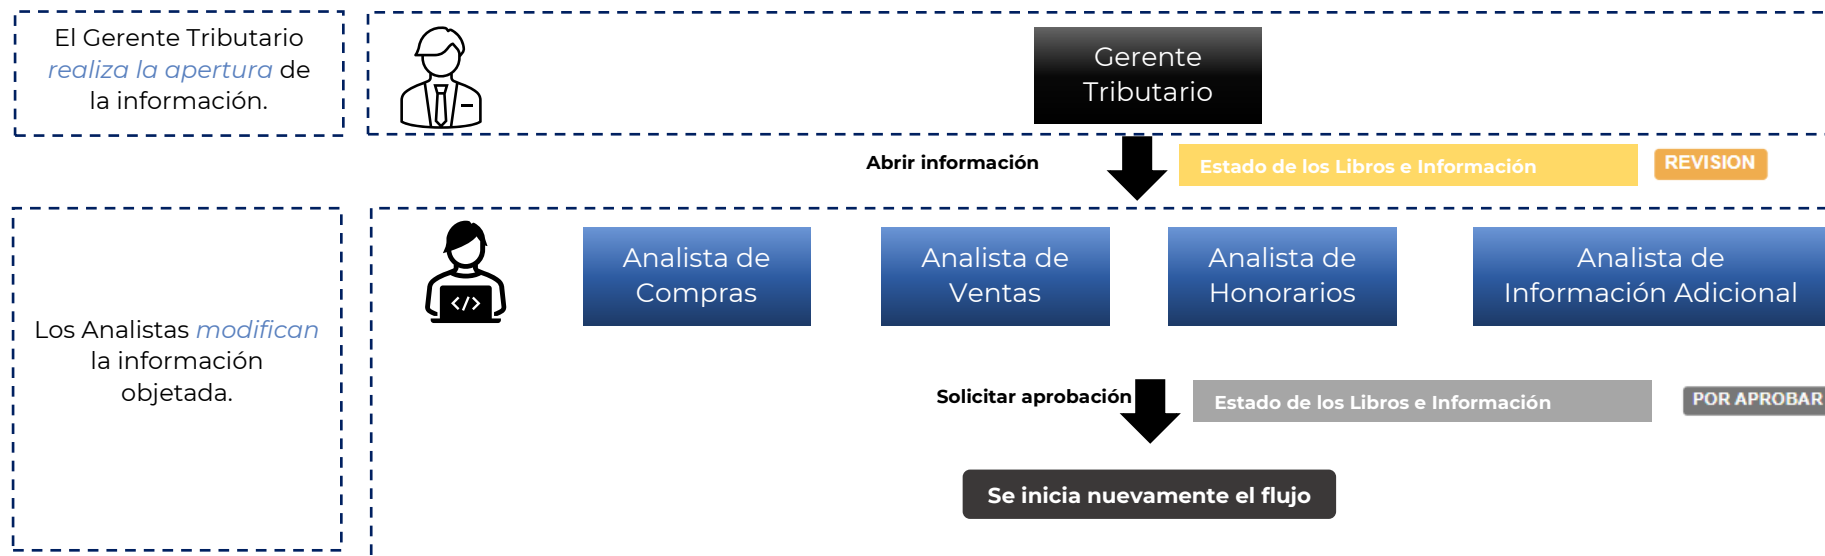 El Gerente Tributario
realiza la apertura de
la información.
Gerente
Tributario
Abrir información
Estado de los Libros e Información
REVISION
Los Analistas modifican
la información
objetada.
</>
Analista de
Compras
Analista de
Ventas
Analista de
Honorarios
Analista de
Información Adicional
Solicitar aprobación
Estado de los Libros e Información
POR APROBAR
Se inicia nuevamente el flujo